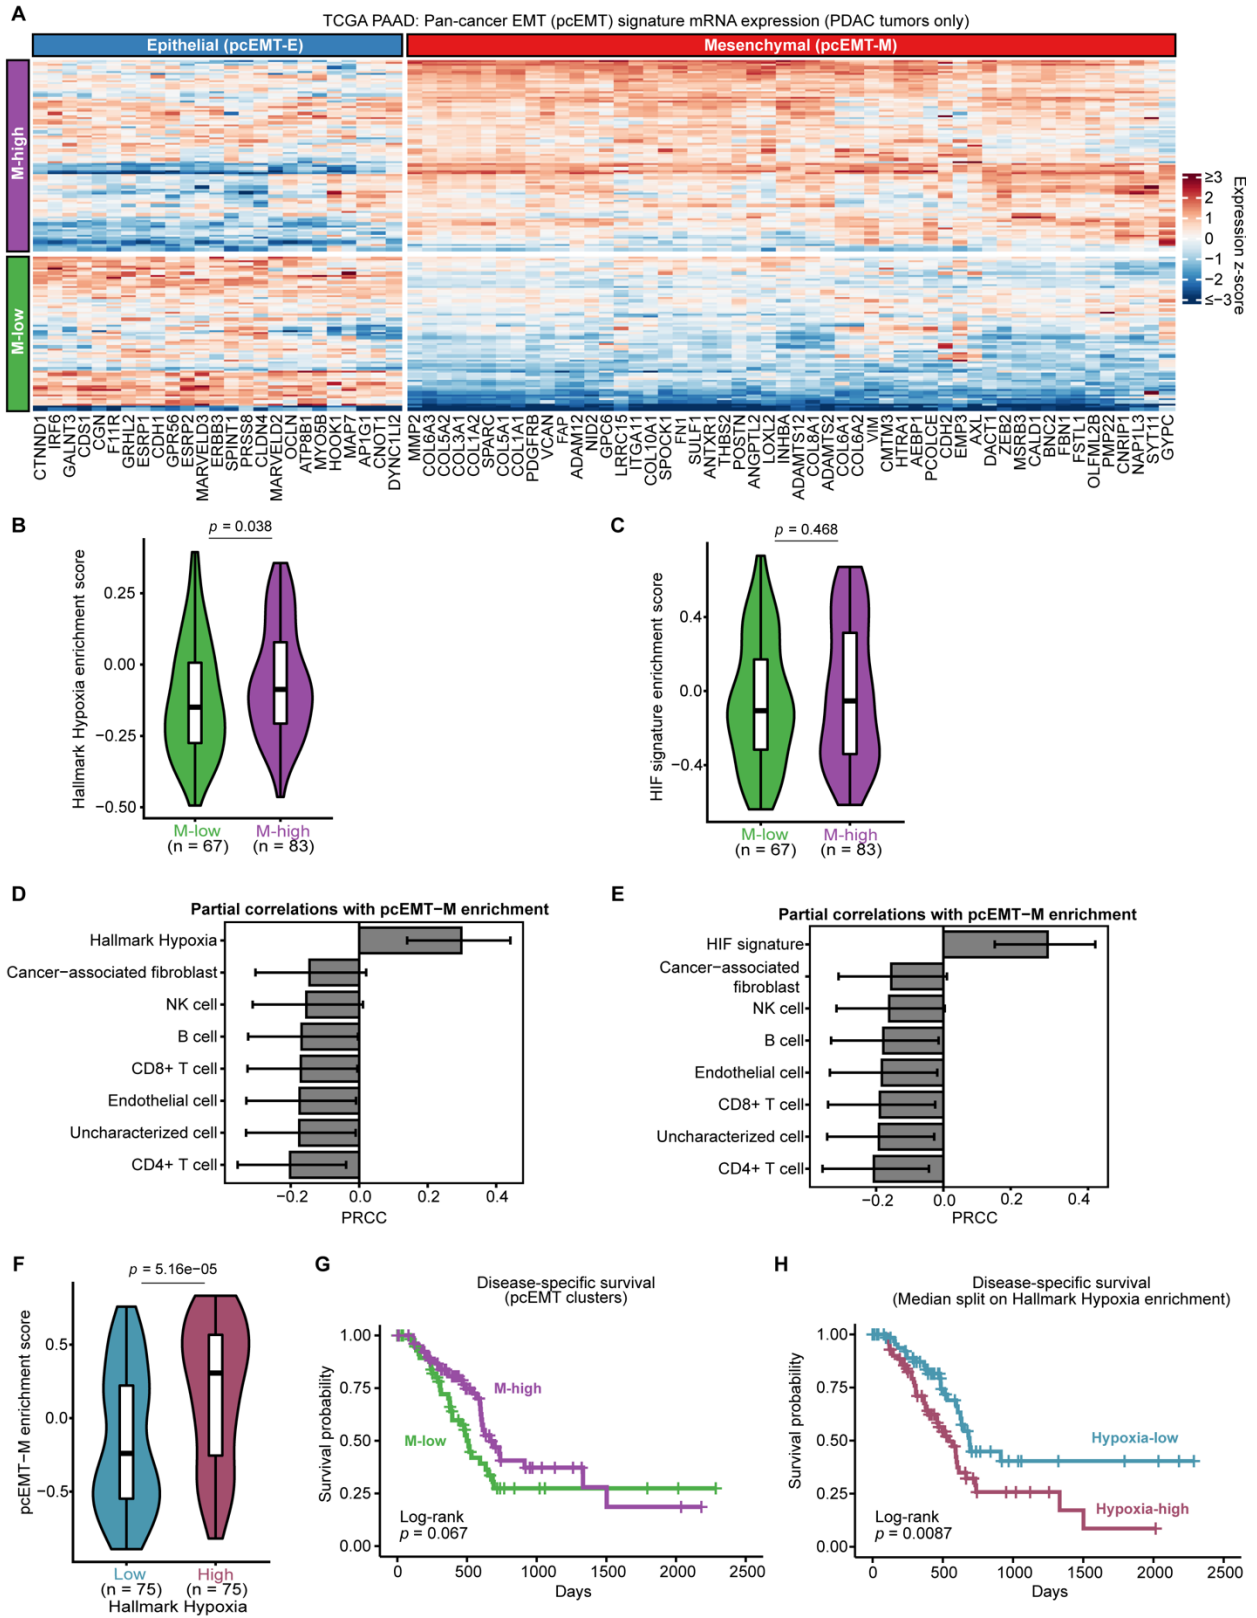 A
TCGA PAAD: Pan-cancer EMT (pcEMT) signature mRNA expression (PDAC tumors only)
Epithelial (pcEMT-E)
Mesenchymal (pcEMT-M)
M-high
M-low
≥3
2
1
0
−1
−2
≤−3
Expression z-score
CTNND1
IRF6
GALNT3
CDS1
CGN
F11R
GRHL2
ESRP1
CDH1
GPR56
ESRP2
MARVELD3
ERBB3
SPINT1
PRSS8
CLDN4
MARVELD2
OCLN
ATP8B1
MYO5B
HOOK1
MAP7
AP1G1
CNOT1
DYNC1LI2
MMP2
COL6A3
COL5A2
COL3A1
COL1A2
SPARC
COL5A1
COL1A1
PDGFRB
VCAN
FAP
ADAM12
NID2
GPC6
LRRC15
ITGA11
COL10A1
SPOCK1
FN1
SULF1
ANTXR1
THBS2
POSTN
ANGPTL2
LOXL2
INHBA
ADAMTS12
COL8A1
ADAMTS2
COL6A1
COL6A2
VIM
CMTM3
HTRA1
AEBP1
PCOLCE
CDH2
EMP3
AXL
DACT1
ZEB2
MSRB3
CALD1
BNC2
FBN1
FSTL1
OLFML2B
PMP22
CNRIP1
NAP1L3
SYT11
GYPC
B
p = 0.038
Hallmark Hypoxia enrichment score
0.25
0.00
−0.25
−0.50
M-low
(n = 67)
M-high
(n = 83)
C
p = 0.468
HIF signature enrichment score
0.4
0.0
−0.4
M-low
(n = 67)
M-high
(n = 83)
D
Partial correlations with pcEMT−M enrichment
Hallmark Hypoxia
Cancer−associated fibroblast
NK cell
B cell
CD8+ T cell
Endothelial cell
Uncharacterized cell
CD4+ T cell
−0.2
0.0
0.2
0.4
PRCC
E
Partial correlations with pcEMT−M enrichment
HIF signature
Cancer−associated
fibroblast
NK cell
B cell
Endothelial cell
CD8+ T cell
Uncharacterized cell
CD4+ T cell
−0.2
0.0
0.2
0.4
PRCC
F
p = 5.16e−05
pcEMT−M enrichment score
0.5
0.0
−0.5
Low
(n = 75)
High
(n = 75)
Hallmark Hypoxia
G
Disease-specific survival
(pcEMT clusters)
Survival probability
1.00
0.75
0.50
0.25
0.00
M-high
M-low
Log-rank
p = 0.067
0
500
1000
1500
2000
2500
Days
H
Disease-specific survival
(Median split on Hallmark Hypoxia enrichment)
Survival probability
1.00
0.75
0.50
0.25
0.00
Hypoxia-low
Hypoxia-high
Log-rank
p = 0.0087
0
500
1000
1500
2000
2500
Days